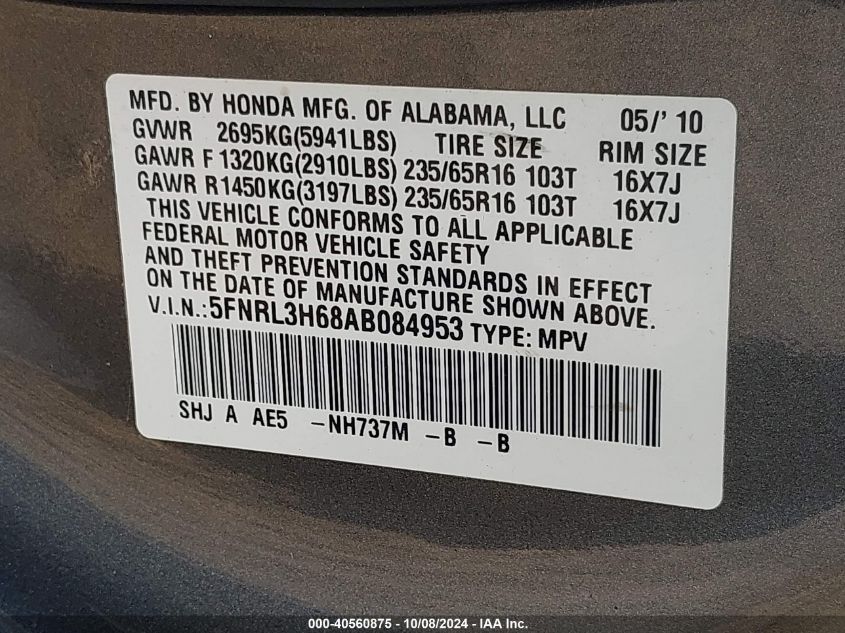 MFD. BY HONDA MFG. OF ALABAMA, LLC 05/' 10
GVWR 2695KG(5941LBS) TIRE SIZE RIM SIZE
GAWR F 1320KG(2910LBS) 235/65R16 103T 16X7J
GAWR R1450KG(3197LBS) 235/65R16 103T 16X7J
THIS VEHICLE CONFORMS TO ALL APPLICABLE
FEDERAL MOTOR VEHICLE SAFETY
AND THEFT PREVENTION STANDARDS IN EFFECT
ON THE DATE OF MANUFACTURE SHOWN ABOVE.
V.I.N.:5FNRL3H68AB084953 TYPE: MPV
SHJ A AE5 -NH737M -B -B
000-40560875 - 10/08/2024 - IAA Inc.